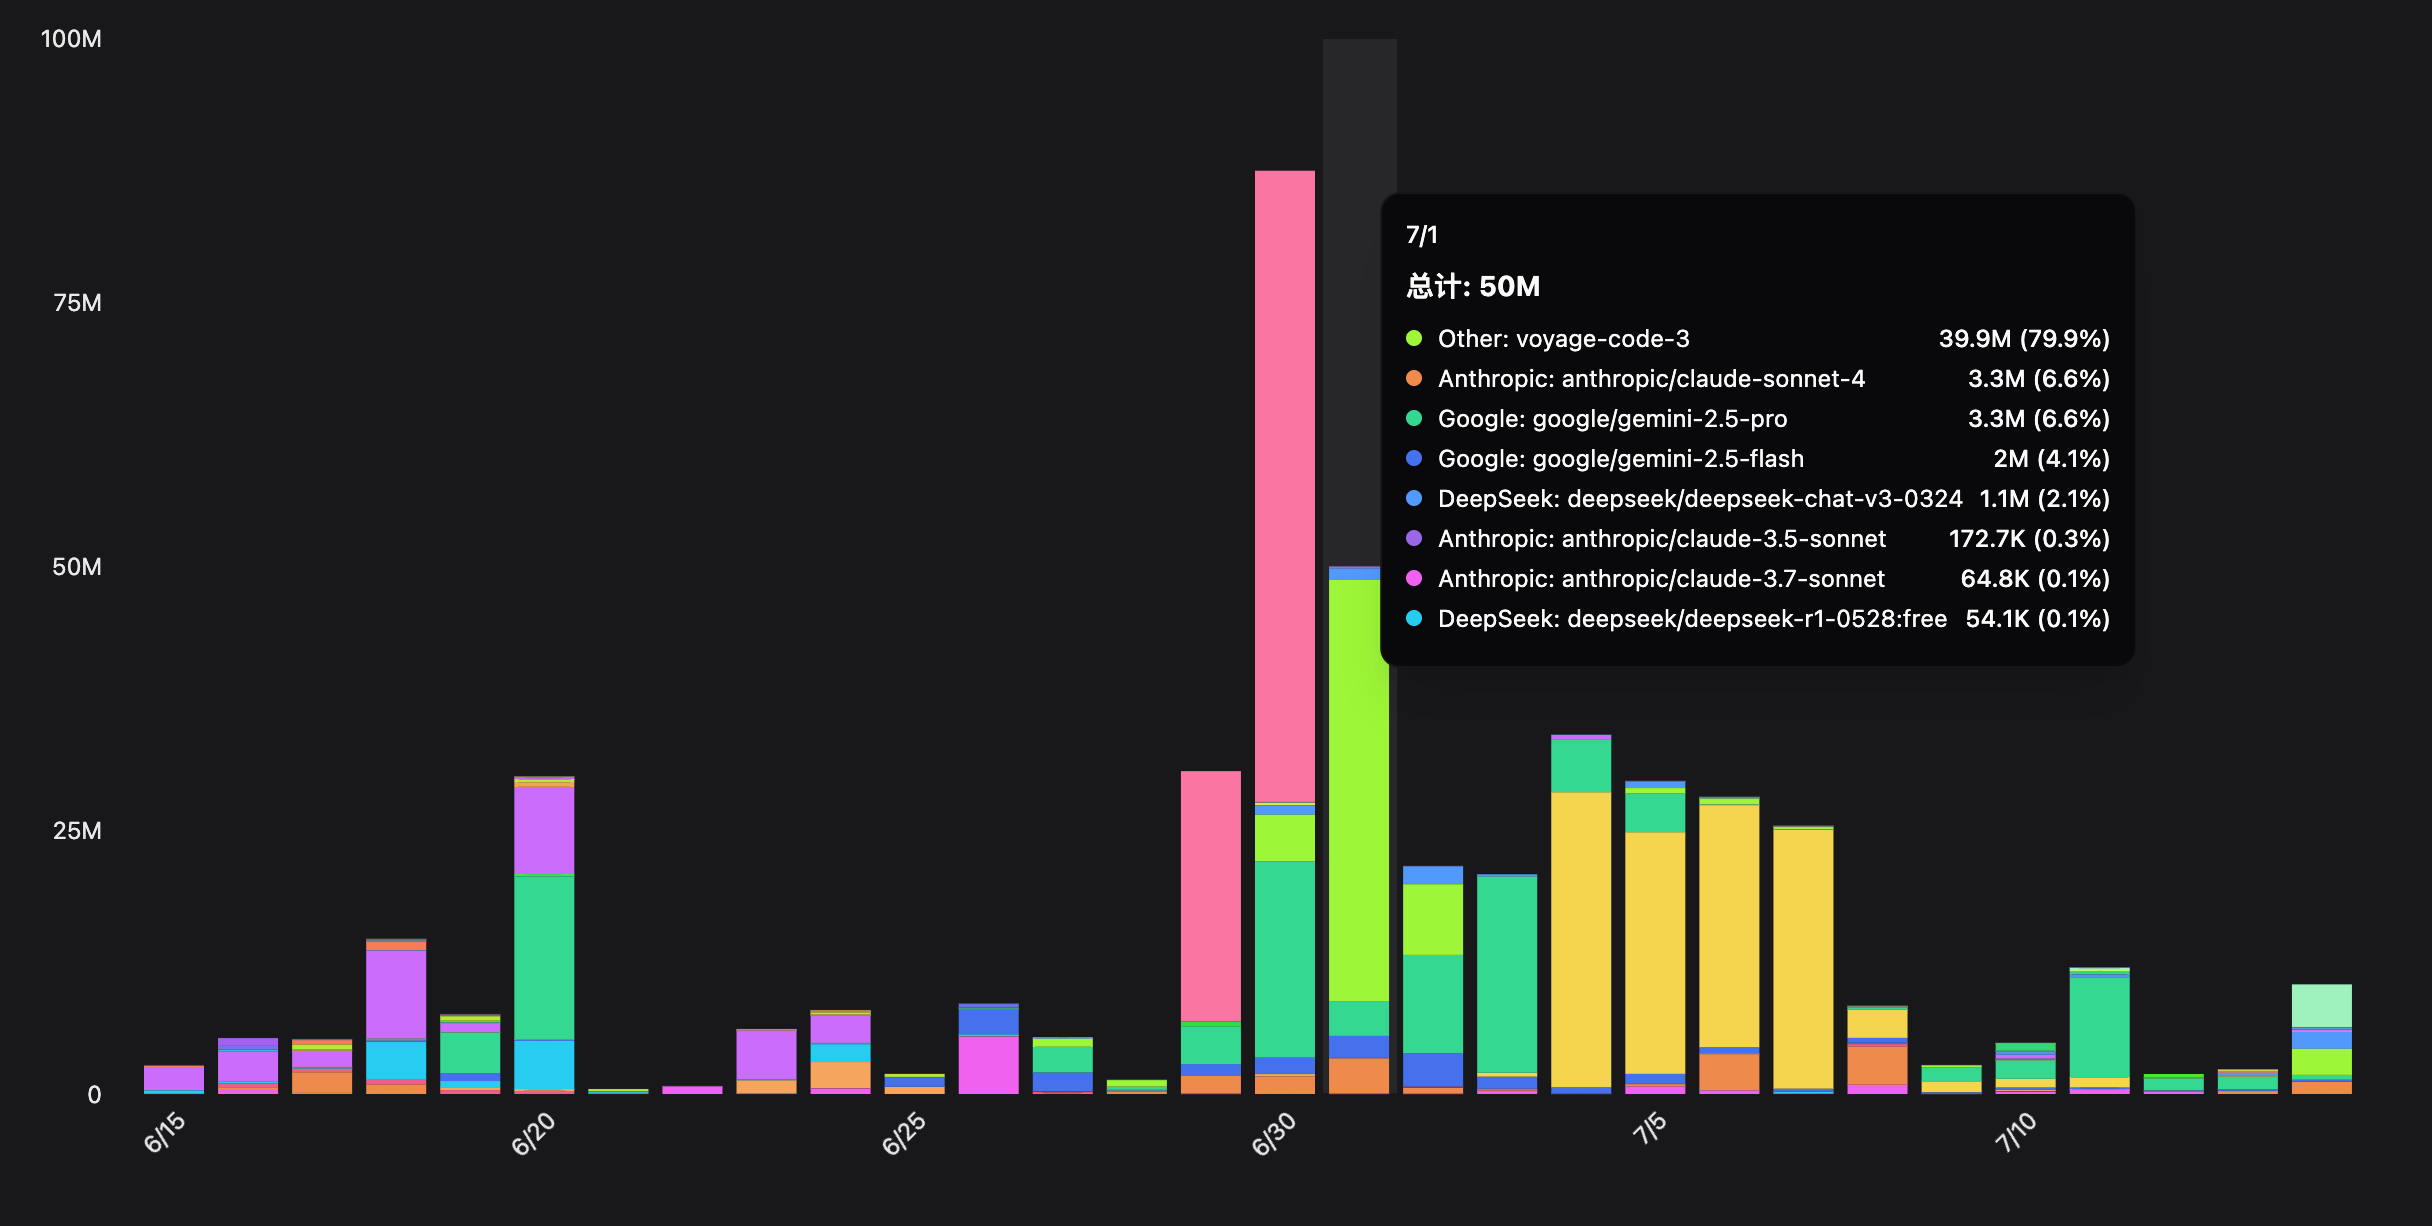 100M
75M
50M
25M
0
7/1
总计: 50M
Other: voyage-code-3 39.9M (79.9%)
Anthropic: anthropic/claude-sonnet-4 3.3M (6.6%)
Google: google/gemini-2.5-pro 3.3M (6.6%)
Google: google/gemini-2.5-flash 2M (4.1%)
DeepSeek: deepseek/deepseek-chat-v3-0324 1.1M (2.1%)
Anthropic: anthropic/claude-3.5-sonnet 172.7K (0.3%)
Anthropic: anthropic/claude-3.7-sonnet 64.8K (0.1%)
DeepSeek: deepseek/deepseek-r1-0528:free 54.1K (0.1%)
6/15 6/20 6/25 6/30 7/5 7/10